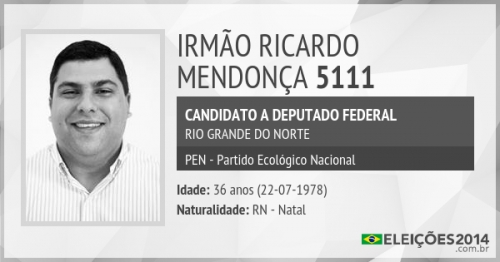 IRMÃO RICARDO
MENDONÇA 5111
CANDIDATO A DEPUTADO FEDERAL
RIO GRANDE DO NORTE
PEN - Partido Ecológico Nacional
Idade: 36 anos (22-07-1978)
Naturalidade: RN - Natal
ELEIÇÕES2014
.com.br